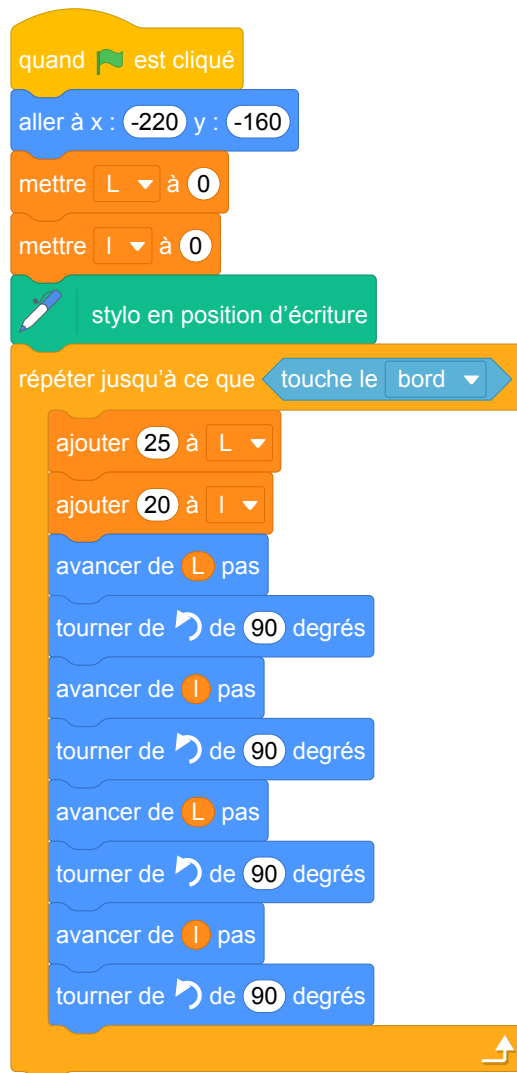 quand est cliqué
aller à x : -220 y : -160
mettre L à 0
mettre l à 0
stylo en position d’écriture
répéter jusqu’à ce que touche le bord
ajouter 25 à L
ajouter 20 à l
avancer de L pas
tourner de de 90 degrés
avancer de l pas
tourner de de 90 degrés
avancer de L pas
tourner de de 90 degrés
avancer de l pas
tourner de de 90 degrés